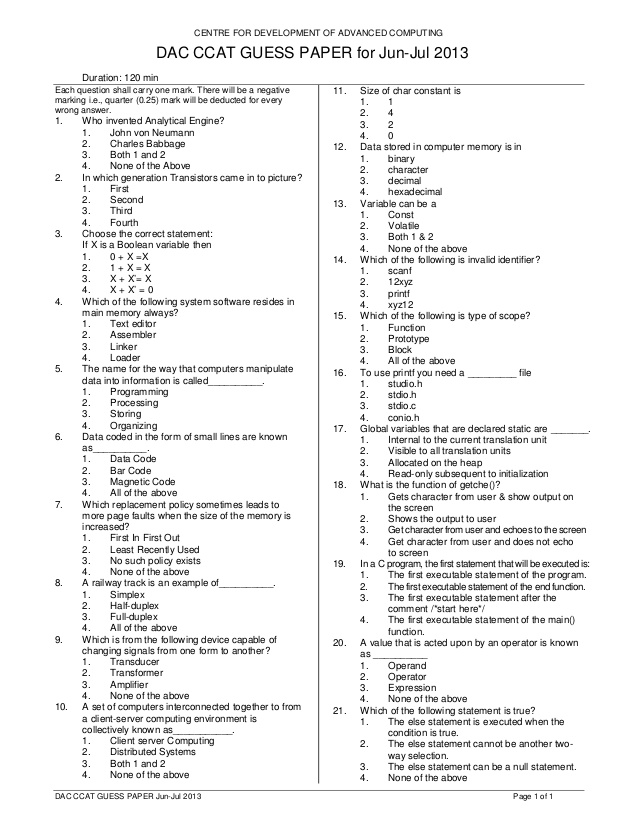 CENTRE FOR DEVELOPMENT OF ADVANCED COMPUTING
DAC CCAT GUESS PAPER for Jun-Jul 2013
Duration: 120 min
Each question shall carry one mark. There will be a negative
marking i.e., quarter (0.25) mark will be deducted for every
wrong answer.
1. Who invented Analytical Engine?
1. John von Neumann
2. Charles Babbage
3. Both 1 and 2
4. None of the Above
2. In which generation Transistors came in to picture?
1. First
2. Second
3. Third
4. Fourth
3. Choose the correct statement:
If X is a Boolean variable then
1. 0 + X =X
2. 1 + X = X
3. X + X'= X
4. X + X' = 0
4. Which of the following system software resides in
main memory always?
1. Text editor
2. Assembler
3. Linker
4. Loader
5. The name for the way that computers manipulate
data into information is called__________.
1. Programming
2. Processing
3. Storing
4. Organizing
6. Data coded in the form of small lines are known
as__________.
1. Data Code
2. Bar Code
3. Magnetic Code
4. All of the above
7. Which replacement policy sometimes leads to
more page faults when the size of the memory is
increased?
1. First In First Out
2. Least Recently Used
3. No such policy exists
4. None of the above
8. A railway track is an example of__________.
1. Simplex
2. Half-duplex
3. Full-duplex
4. All of the above
9. Which is from the following device capable of
changing signals from one form to another?
1. Transducer
2. Transformer
3. Amplifier
4. None of the above
10. A set of computers interconnected together to from
a client-server computing environment is
collectively known as___________.
1. Client server Computing
2. Distributed Systems
3. Both 1 and 2
4. None of the above
11. Size of char constant is
1. 1
2. 4
3. 2
4. 0
12. Data stored in computer memory is in
1. binary
2. character
3. decimal
4. hexadecimal
13. Variable can be a
1. Const
2. Volatile
3. Both 1 & 2
4. None of the above
14. Which of the following is invalid identifier?
1. scanf
2. 12xyz
3. printf
4. xyz12
15. Which of the following is type of scope?
1. Function
2. Prototype
3. Block
4. All of the above
16. To use printf you need a _________ file
1. studio.h
2. stdio.h
3. stdio.c
4. conio.h
17. Global variables that are declared static are _______.
1. Internal to the current translation unit
2. Visible to all translation units
3. Allocated on the heap
4. Read-only subsequent to initialization
18. What is the function of getche()?
1. Gets character from user & show output on
the screen
2. Shows the output to user
3. Get character from user and echoes to the screen
4. Get character from user and does not echo
to screen
19. In a C program, the first statement that will be executed is:
1. The first executable statement of the program.
2. The first executable statement of the end function.
3. The first executable statement after the
comment /*start here*/
4. The first executable statement of the main()
function.
20. A value that is acted upon by an operator is known
as __________
1. Operand
2. Operator
3. Expression
4. None of the above
21. Which of the following statement is true?
1. The else statement is executed when the
condition is true.
2. The else statement cannot be another two-
way selection.
3. The else statement can be a null statement.
4. None of the above
DAC CCAT GUESS PAPER Jun-Jul 2013 Page 1 of 1